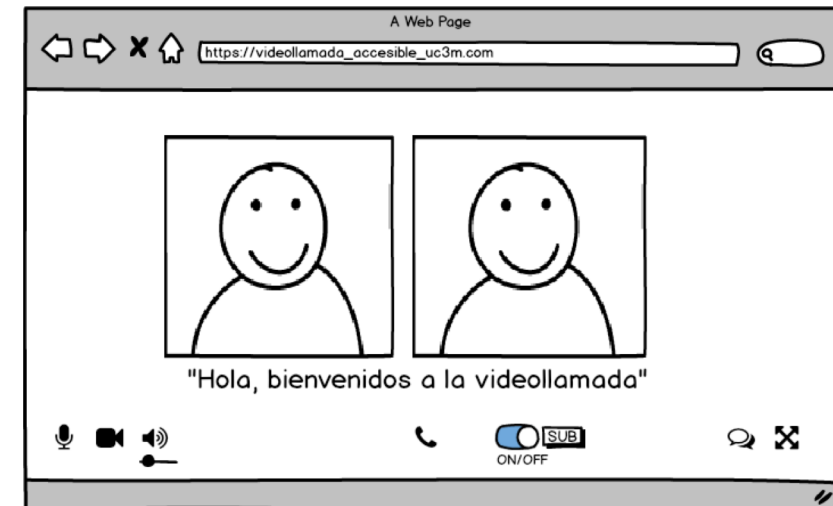 A Web Page
https://videollamada_accesible_uc3m.com
"Hola, bienvenidos a la videollamada"
SUB
ON/OFF